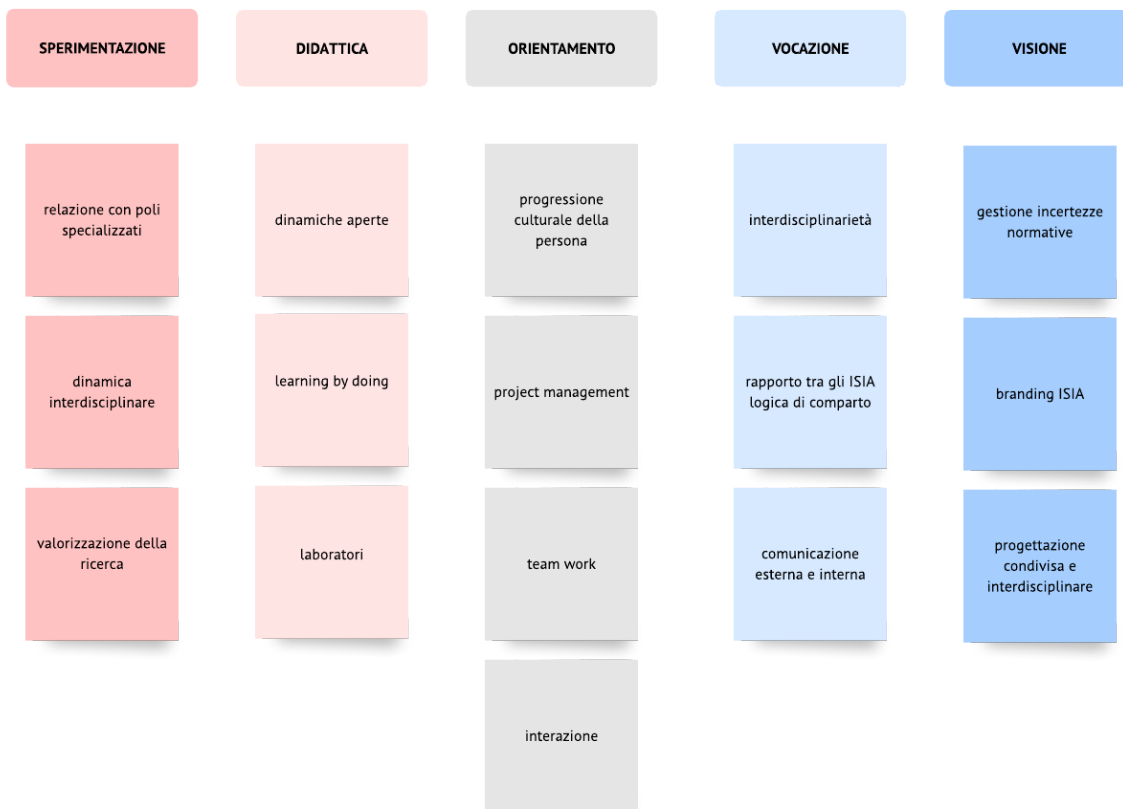 SPERIMENTAZIONE
DIDATTICA
ORIENTAMENTO
VOCAZIONE
VISIONE
relazione con poli
specializzati
dinamiche aperte
progressione
culturale della
persona
interdisciplinarietà
gestione incertezze
normative
dinamica
interdisciplinare
learning by doing
project management
rapporto tra gli ISIA
logica di comparto
branding ISIA
valorizzazione della
ricerca
laboratori
team work
comunicazione
esterna e interna
progettazione
condivisa e
interdisciplinare
interazione